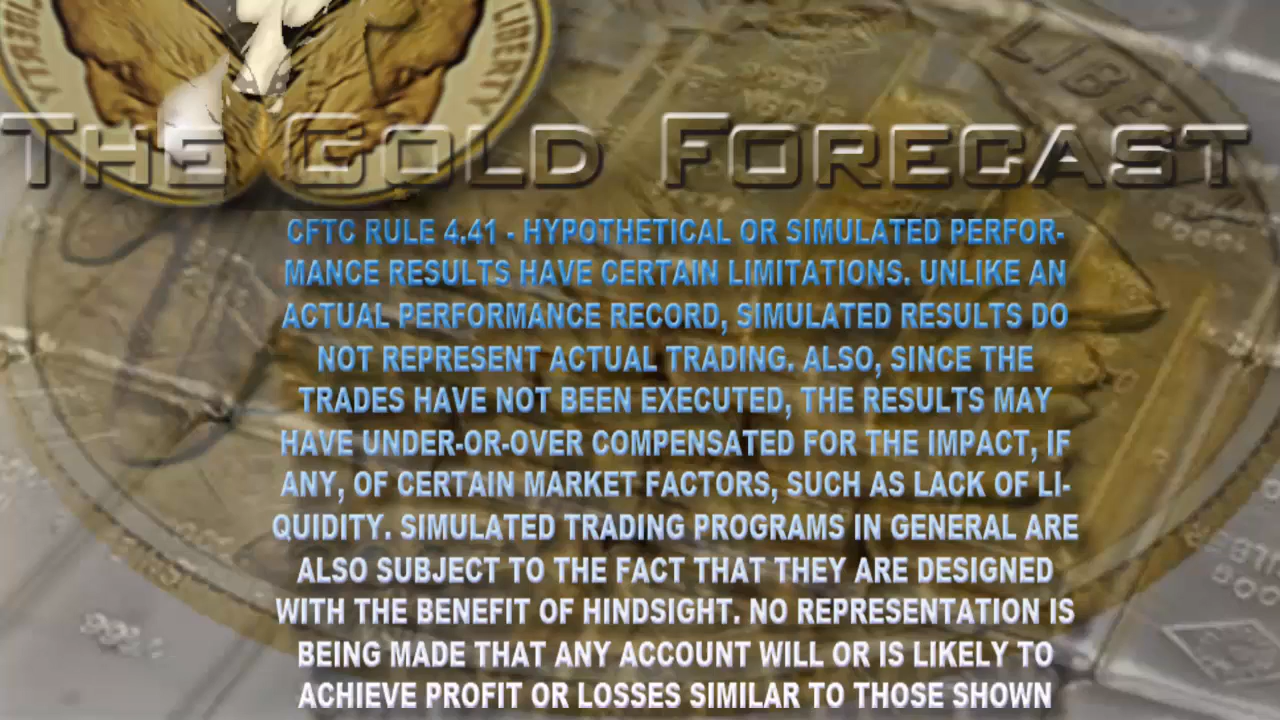 LIBERTY
THE GOLD FORECAST
CFTC RULE 4.41 - HYPOTHETICAL OR SIMULATED PERFOR-
MANCE RESULTS HAVE CERTAIN LIMITATIONS. UNLIKE AN
ACTUAL PERFORMANCE RECORD, SIMULATED RESULTS DO
NOT REPRESENT ACTUAL TRADING. ALSO, SINCE THE
TRADES HAVE NOT BEEN EXECUTED, THE RESULTS MAY
HAVE UNDER-OR-OVER COMPENSATED FOR THE IMPACT, IF
ANY, OF CERTAIN MARKET FACTORS, SUCH AS LACK OF LI-
QUIDITY. SIMULATED TRADING PROGRAMS IN GENERAL ARE
ALSO SUBJECT TO THE FACT THAT THEY ARE DESIGNED
WITH THE BENEFIT OF HINDSIGHT. NO REPRESENTATION IS
BEING MADE THAT ANY ACCOUNT WILL OR IS LIKELY TO
ACHIEVE PROFIT OR LOSSES SIMILAR TO THOSE SHOWN